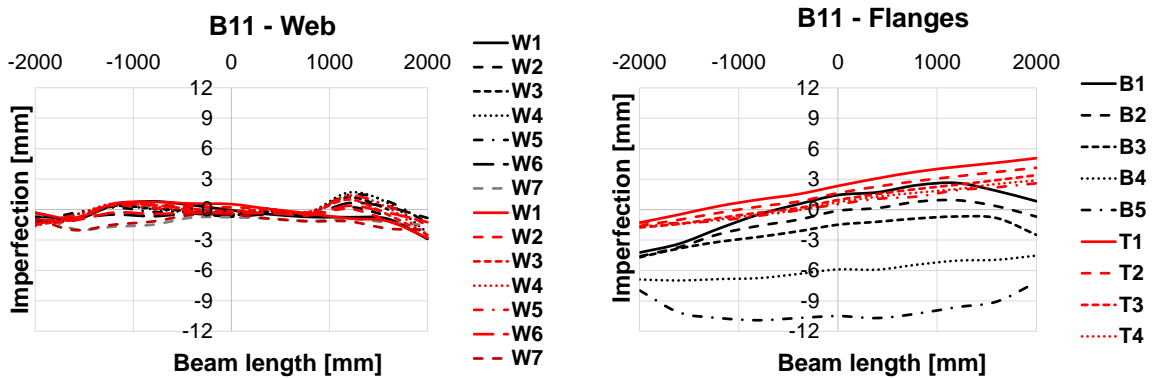 B11 - Web
-2000 -1000 0 1000 2000
12
9
6
3
0
-3
-6
-9
-12
Imperfection [mm]
Beam length [mm]
W1
W2
W3
W4
W5
W6
W7
W1
W2
W3
W4
W5
W6
W7
B11 - Flanges
-2000 -1000 0 1000 2000
12
9
6
3
0
-3
-6
-9
-12
Imperfection [mm]
Beam length [mm]
B1
B2
B3
B4
B5
T1
T2
T3
T4